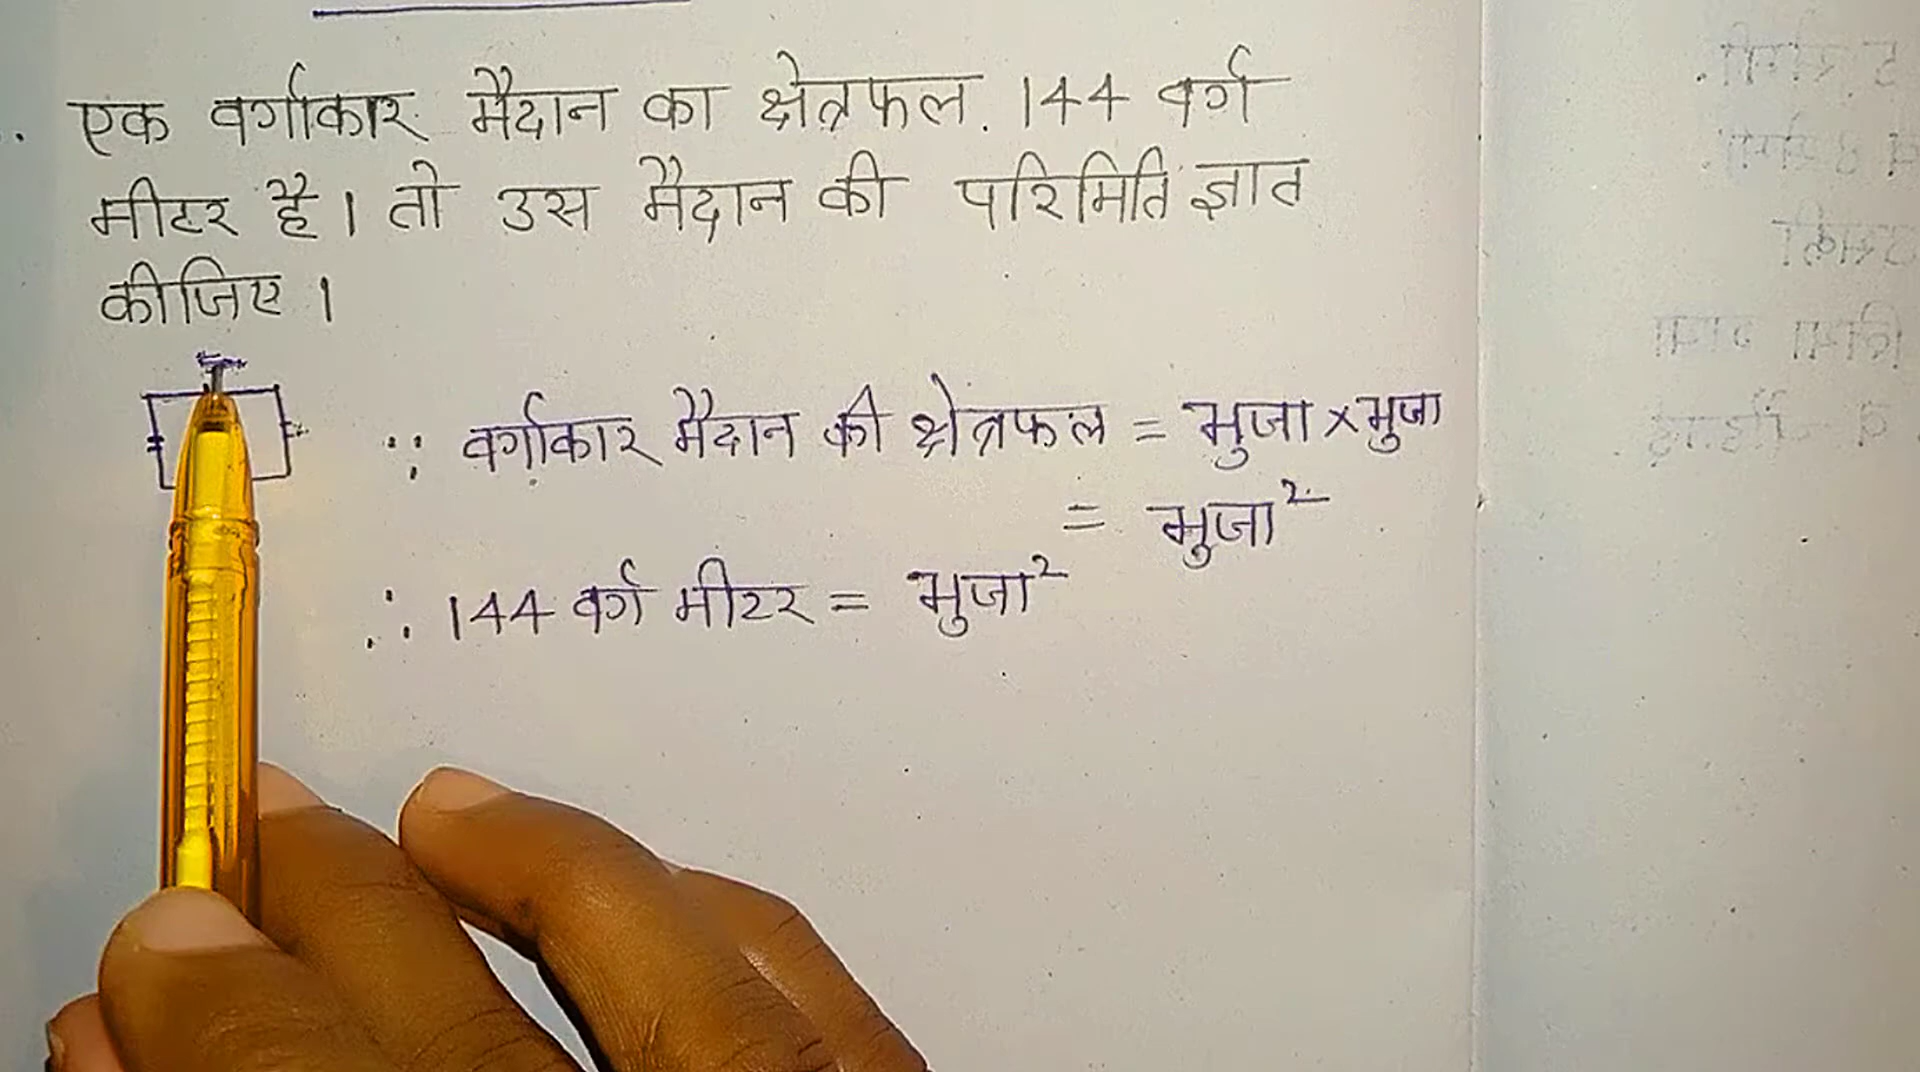 एक वर्गाकार मैदान का क्षेत्रफल 144 वर्ग
मीटर है। तो उस मैदान की परिमिति ज्ञात
कीजिए।
∵ वर्गाकार मैदान की क्षेत्रफल = भुजा × भुजा
= भुजा²
∴ 144 वर्ग मीटर = भुजा²